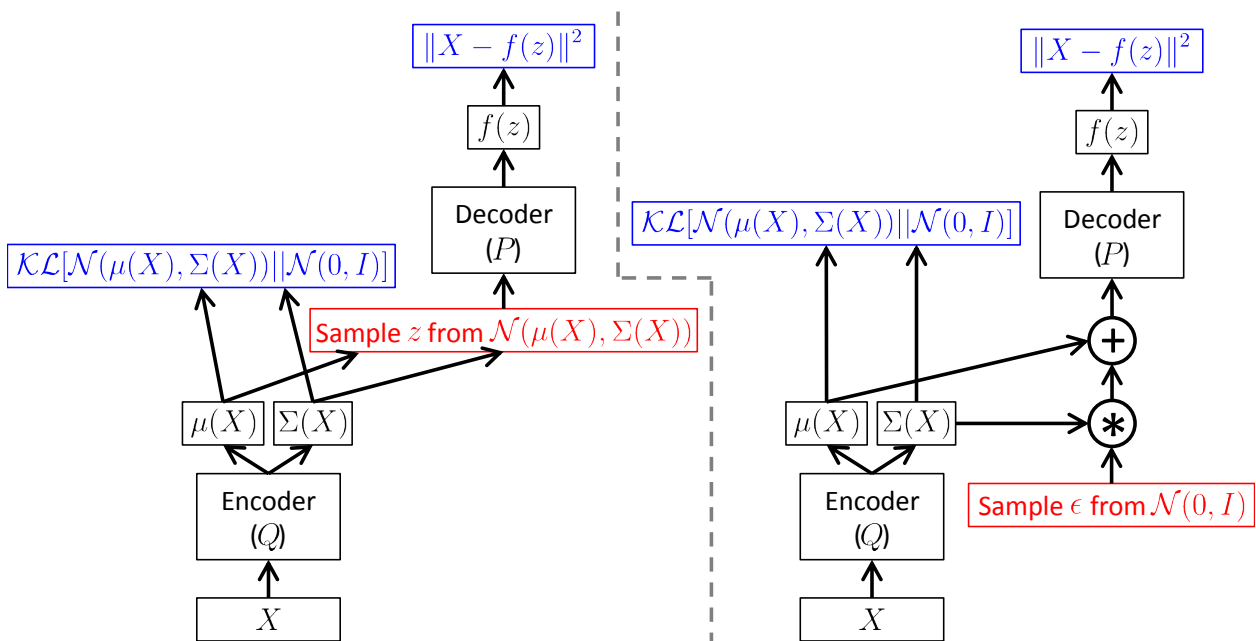 ‖X − f(z)‖²
f(z)
Decoder
(P)
𝒦ℒ[𝒩(μ(X), Σ(X))||𝒩(0, I)]
Sample z from 𝒩(μ(X), Σ(X))
μ(X) Σ(X)
Encoder
(Q)
X
‖X − f(z)‖²
f(z)
Decoder
(P)
𝒦ℒ[𝒩(μ(X), Σ(X))||𝒩(0, I)]
+
μ(X) Σ(X) *
Sample ϵ from 𝒩(0, I)
Encoder
(Q)
X